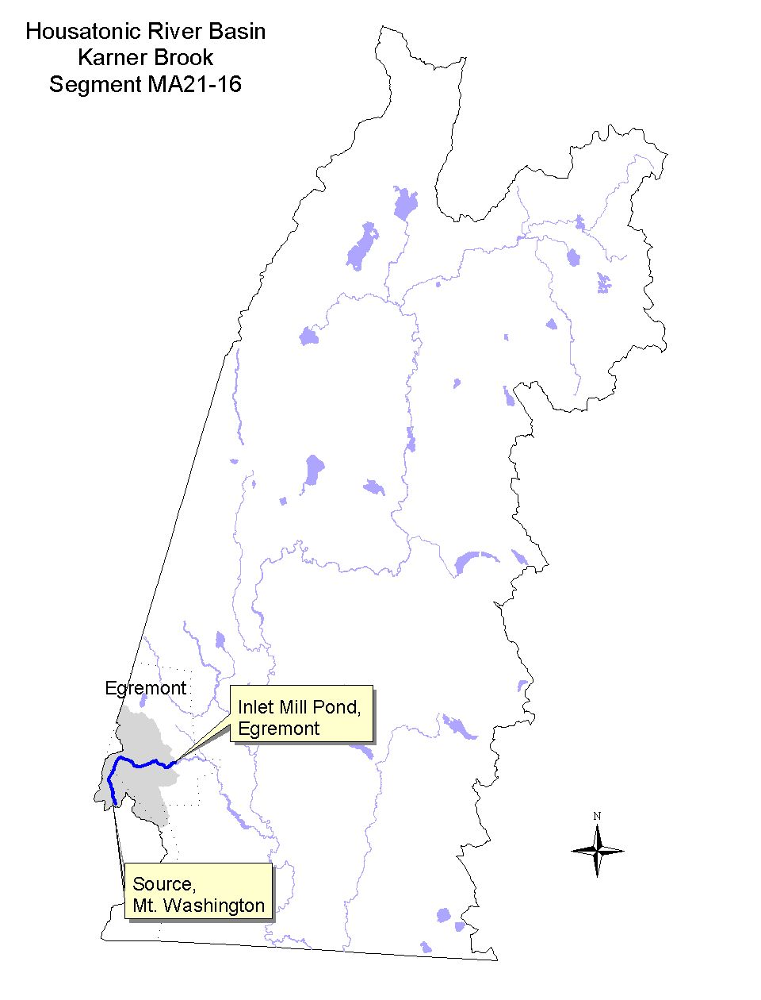 Housatonic River Basin
Karner Brook
Segment MA21-16
Egremont
Inlet Mill Pond,
Egremont
N
Source,
Mt. Washington